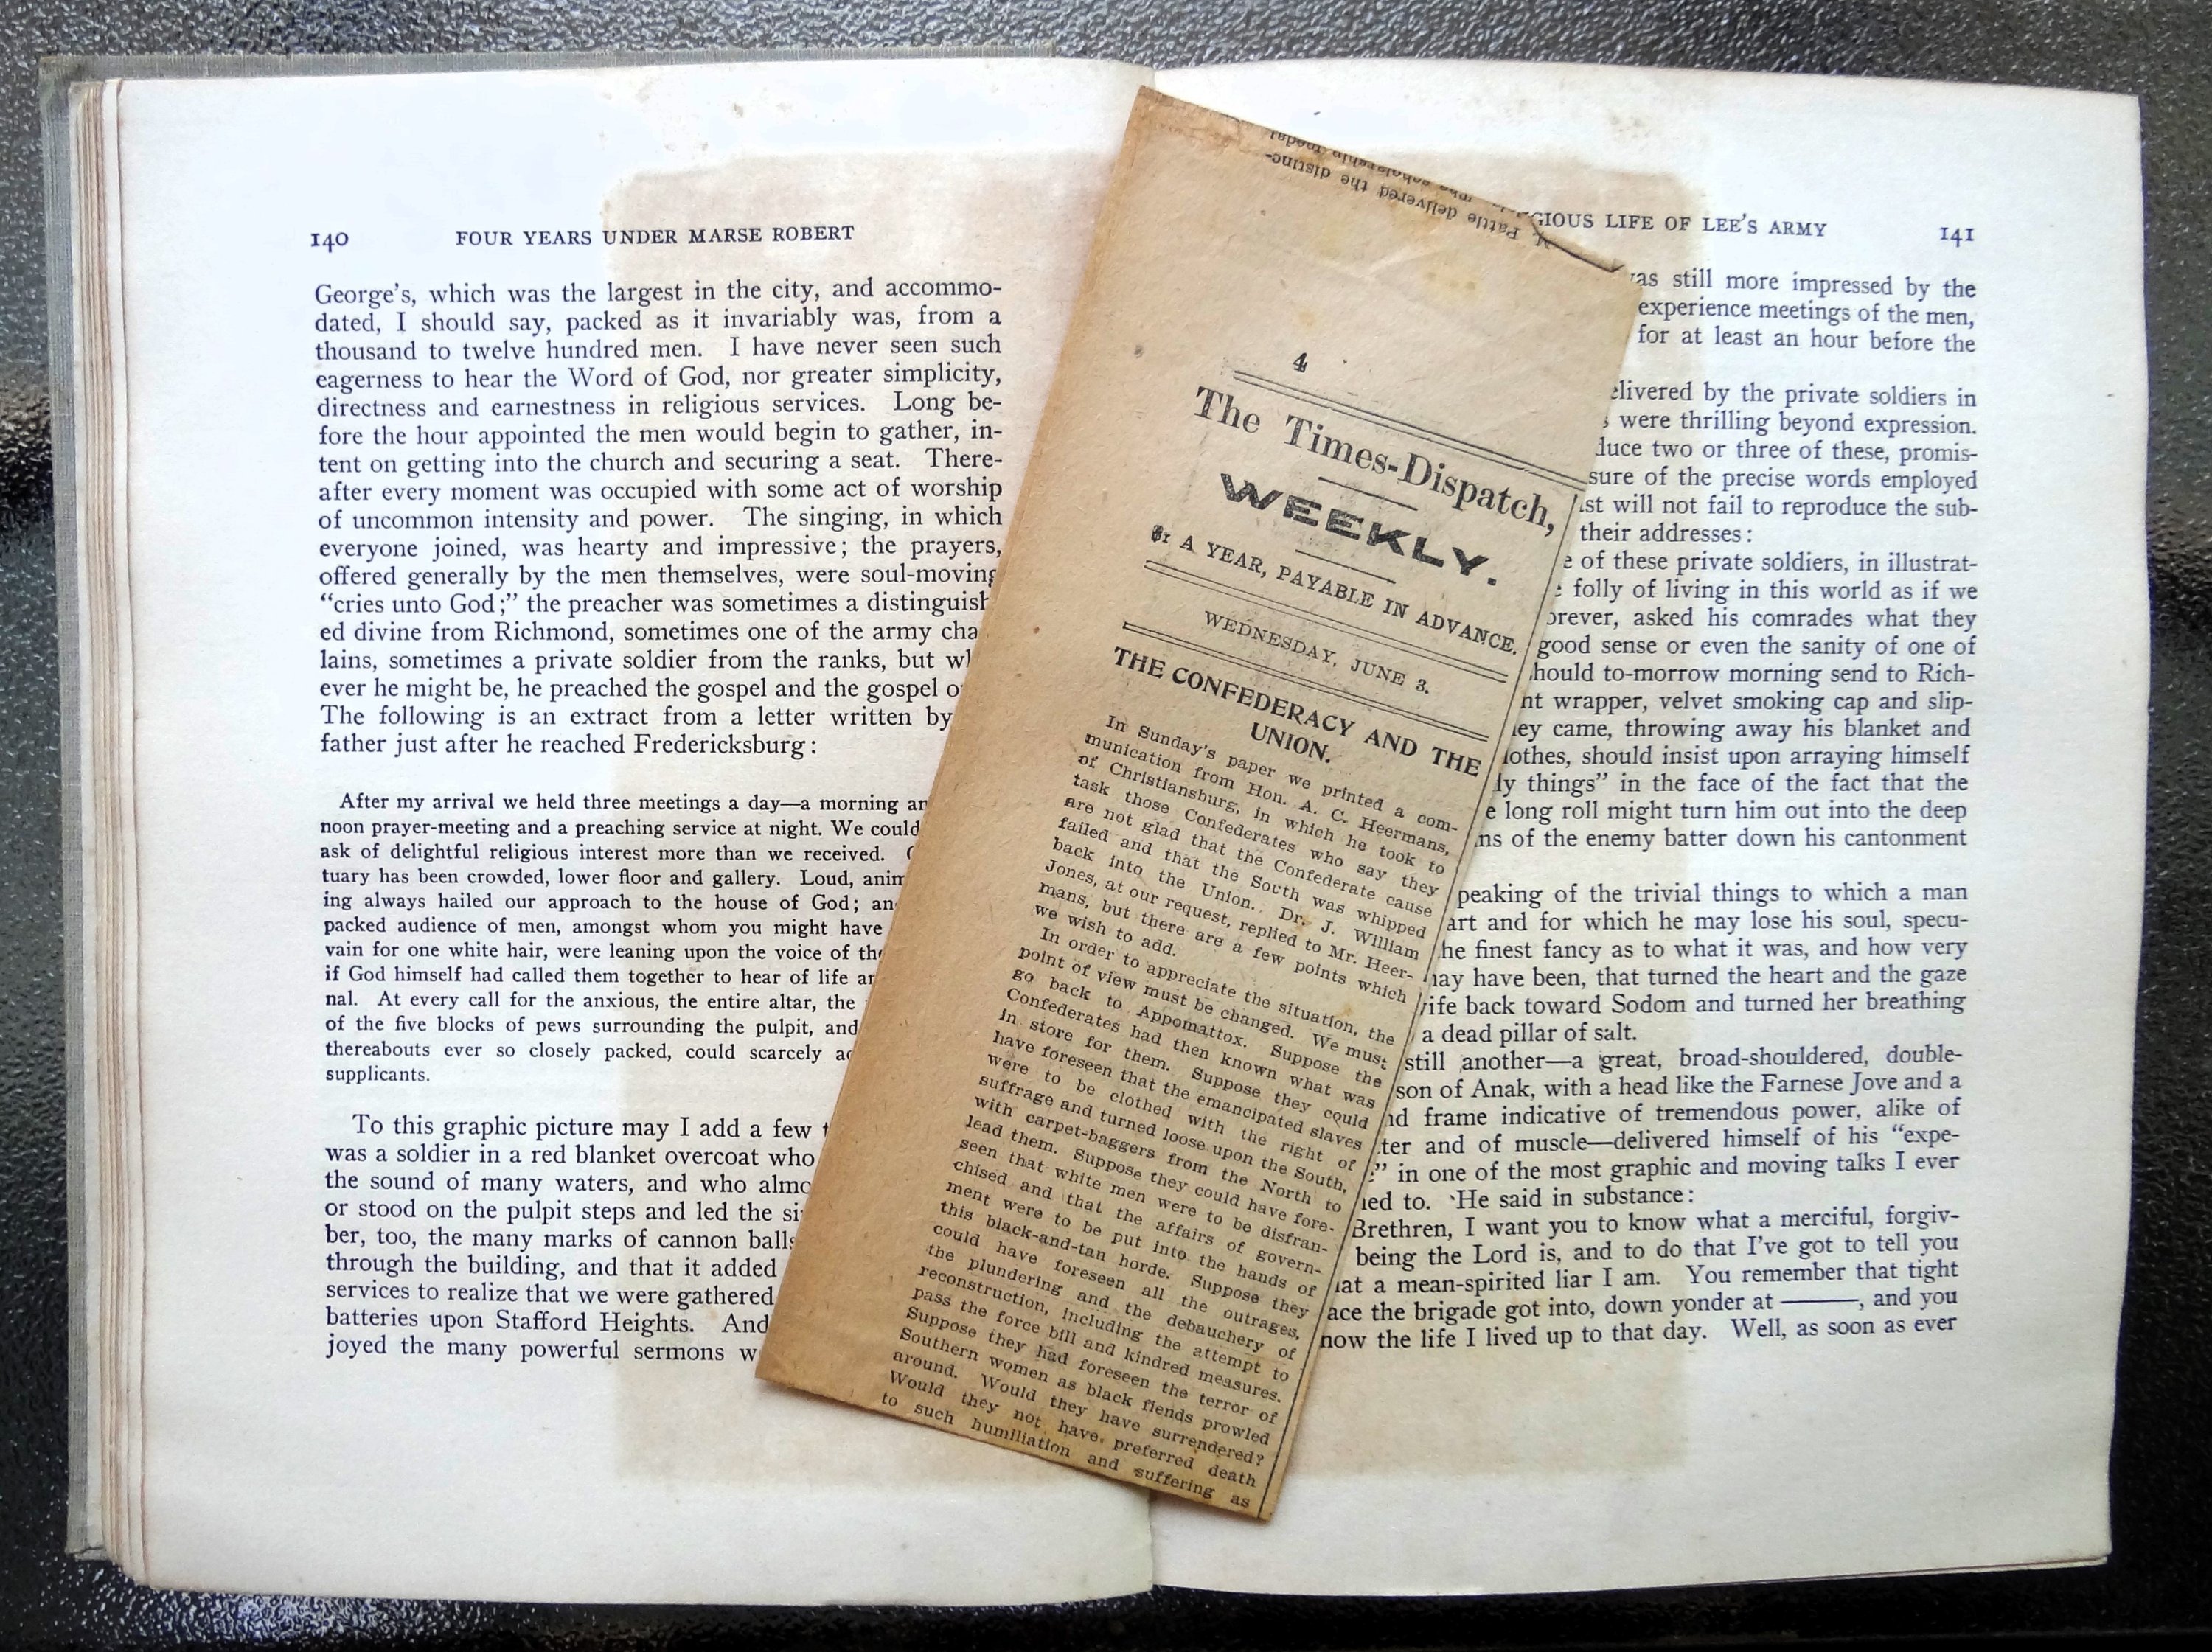 140 FOUR YEARS UNDER MARSE ROBERT
George's, which was the largest in the city, and accommo-
dated, I should say, packed as it invariably was, from a
thousand to twelve hundred men. I have never seen such
eagerness to hear the Word of God, nor greater simplicity,
directness and earnestness in religious services. Long be-
fore the hour appointed the men would begin to gather, in-
tent on getting into the church and securing a seat. There-
after every moment was occupied with some act of worship
of uncommon intensity and power. The singing, in which
everyone joined, was hearty and impressive; the prayers,
offered generally by the men themselves, were soul-moving
"cries unto God;" the preacher was sometimes a distinguish
ed divine from Richmond, sometimes one of the army cha
lains, sometimes a private soldier from the ranks, but wh
ever he might be, he preached the gospel and the gospel o
The following is an extract from a letter written by
father just after he reached Fredericksburg:
After my arrival we held three meetings a day—a morning an
noon prayer-meeting and a preaching service at night. We could
ask of delightful religious interest more than we received.
tuary has been crowded, lower floor and gallery. Loud, anim
ing always hailed our approach to the house of God; an
packed audience of men, amongst whom you might have
vain for one white hair, were leaning upon the voice of the
if God himself had called them together to hear of life an
nal. At every call for the anxious, the entire altar, the
of the five blocks of pews surrounding the pulpit, and
thereabouts ever so closely packed, could scarcely ac
supplicants.
To this graphic picture may I add a few t
was a soldier in a red blanket overcoat who
the sound of many waters, and who almo
or stood on the pulpit steps and led the si
ber, too, the many marks of cannon balls
through the building, and that it added
services to realize that we were gathered
batteries upon Stafford Heights. And
joyed the many powerful sermons w
M. Pattie delivered the distinc-
scholarship medal
4
The Times-Dispatch,
WEEKLY.
$1 A YEAR, PAYABLE IN ADVANCE.
WEDNESDAY, JUNE 3.
THE CONFEDERACY AND THE
UNION.
In Sunday's paper we printed a com-
munication from Hon. A. C. Heermans,
of Christiansburg, in which he took to
task those Confederates who say they
are not glad that the Confederate cause
failed and that the South was whipped
back into the Union. Dr. J. William
Jones, at our request, replied to Mr. Heer-
mans, but there are a few points which
we wish to add.
In order to appreciate the situation, the
point of view must be changed. We must
go back to Appomattox. Suppose the
Confederates had then known what was
in store for them. Suppose they could
have foreseen that the emancipated slaves
were to be clothed with the right of
suffrage and turned loose upon the South,
with carpet-baggers from the North to
lead them. Suppose they could have fore-
seen that white men were to be disfran-
chised and that the affairs of govern-
ment were to be put into the hands of
this black-and-tan horde. Suppose they
could have foreseen all the outrages,
the plundering and the debauchery of
reconstruction, including the attempt to
pass the force bill and kindred measures.
Suppose they had foreseen the terror of
Southern women as black fiends prowled
around. Would they have surrendered?
Would they not have preferred death
to such humiliation and suffering as
GIOUS LIFE OF LEE'S ARMY 141
was still more impressed by the
experience meetings of the men,
for at least an hour before the
elivered by the private soldiers in
s were thrilling beyond expression.
duce two or three of these, promis-
sure of the precise words employed
st will not fail to reproduce the sub-
their addresses:
e of these private soldiers, in illustrat-
e folly of living in this world as if we
orever, asked his comrades what they
good sense or even the sanity of one of
hould to-morrow morning send to Rich-
nt wrapper, velvet smoking cap and slip-
ey came, throwing away his blanket and
lothes, should insist upon arraying himself
ly things" in the face of the fact that the
e long roll might turn him out into the deep
ns of the enemy batter down his cantonment
peaking of the trivial things to which a man
art and for which he may lose his soul, specu-
he finest fancy as to what it was, and how very
may have been, that turned the heart and the gaze
ife back toward Sodom and turned her breathing
a dead pillar of salt.
still another—a great, broad-shouldered, double-
son of Anak, with a head like the Farnese Jove and a
nd frame indicative of tremendous power, alike of
ter and of muscle—delivered himself of his "expe-
" in one of the most graphic and moving talks I ever
ned to. He said in substance:
Brethren, I want you to know what a merciful, forgiv-
being the Lord is, and to do that I've got to tell you
at a mean-spirited liar I am. You remember that tight
ace the brigade got into, down yonder at ———, and you
now the life I lived up to that day. Well, as soon as ever